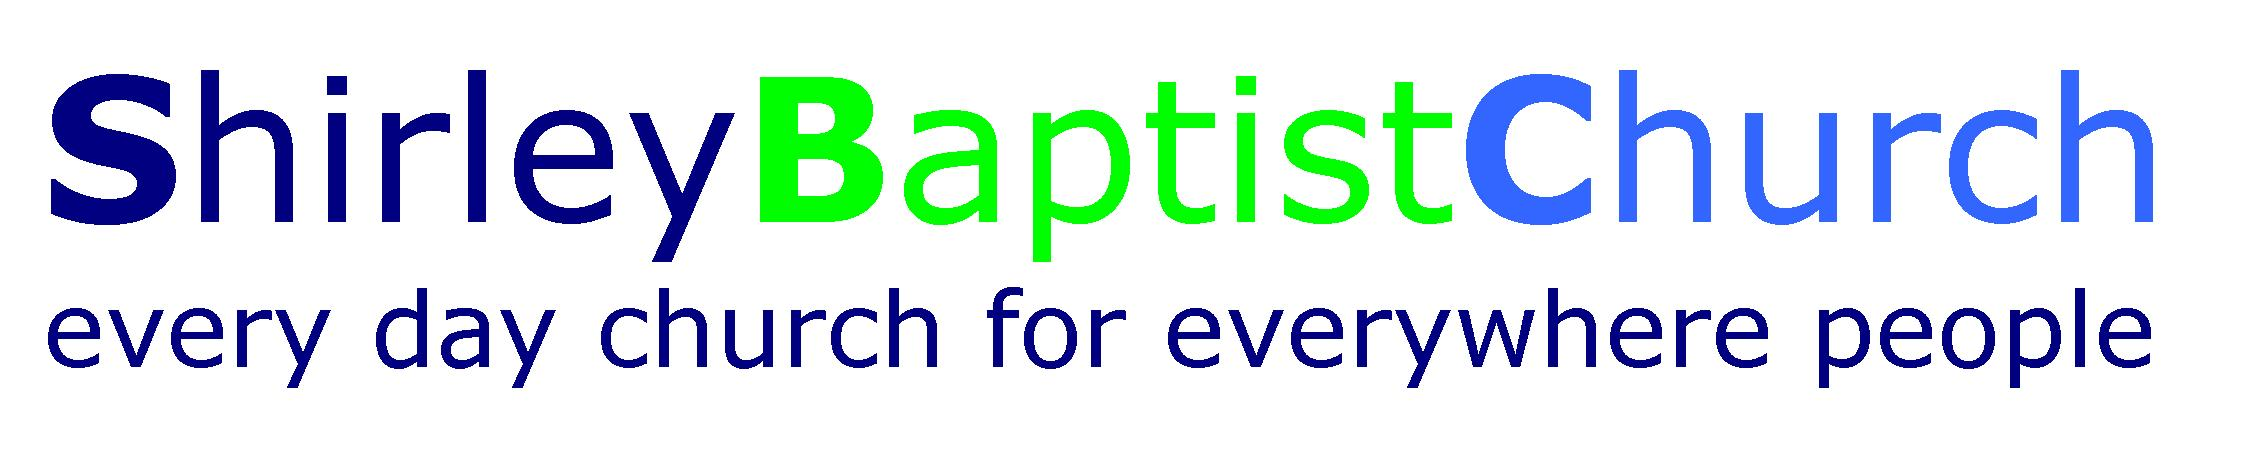 ShirleyBaptistChurch
every day church for everywhere people